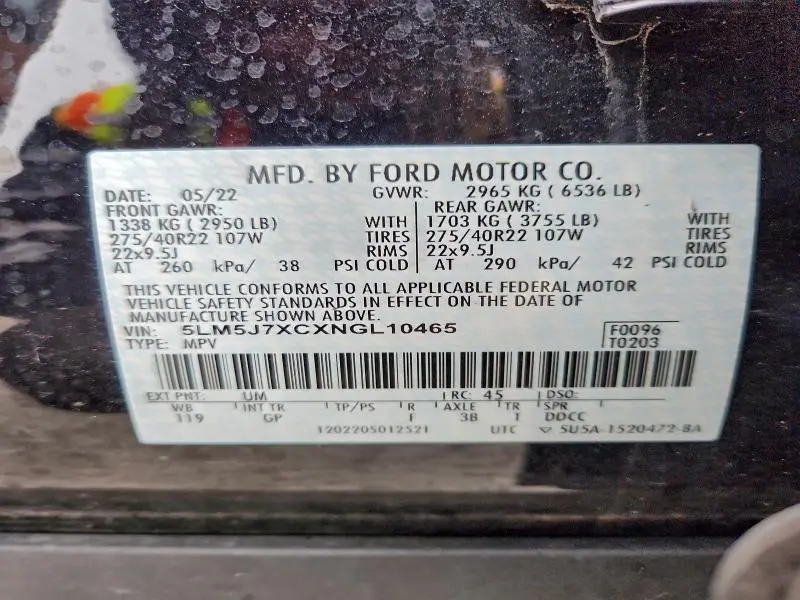 MFD. BY FORD MOTOR CO.
DATE: 05/22 GVWR: 2965 KG ( 6536 LB)
FRONT GAWR: REAR GAWR:
1338 KG ( 2950 LB) WITH 1703 KG ( 3755 LB) WITH
275/40R22 107W TIRES 275/40R22 107W TIRES
22x9.5J RIMS 22x9.5J RIMS
AT 260 kPa/ 38 PSI COLD AT 290 kPa/ 42 PSI COLD
THIS VEHICLE CONFORMS TO ALL APPLICABLE FEDERAL MOTOR
VEHICLE SAFETY STANDARDS IN EFFECT ON THE DATE OF
MANUFACTURE SHOWN ABOVE.
VIN: 5LM5J7XCXNGL10465 F0096
TYPE: MPV T0203
EXT PNT: UM RC: 45 DSO:
WB INT TR TP/PS R AXLE TR SPR
119 GP F 3B 1 DDCC
1202205012521 UTC ▽ 5U5A-1520472-BA